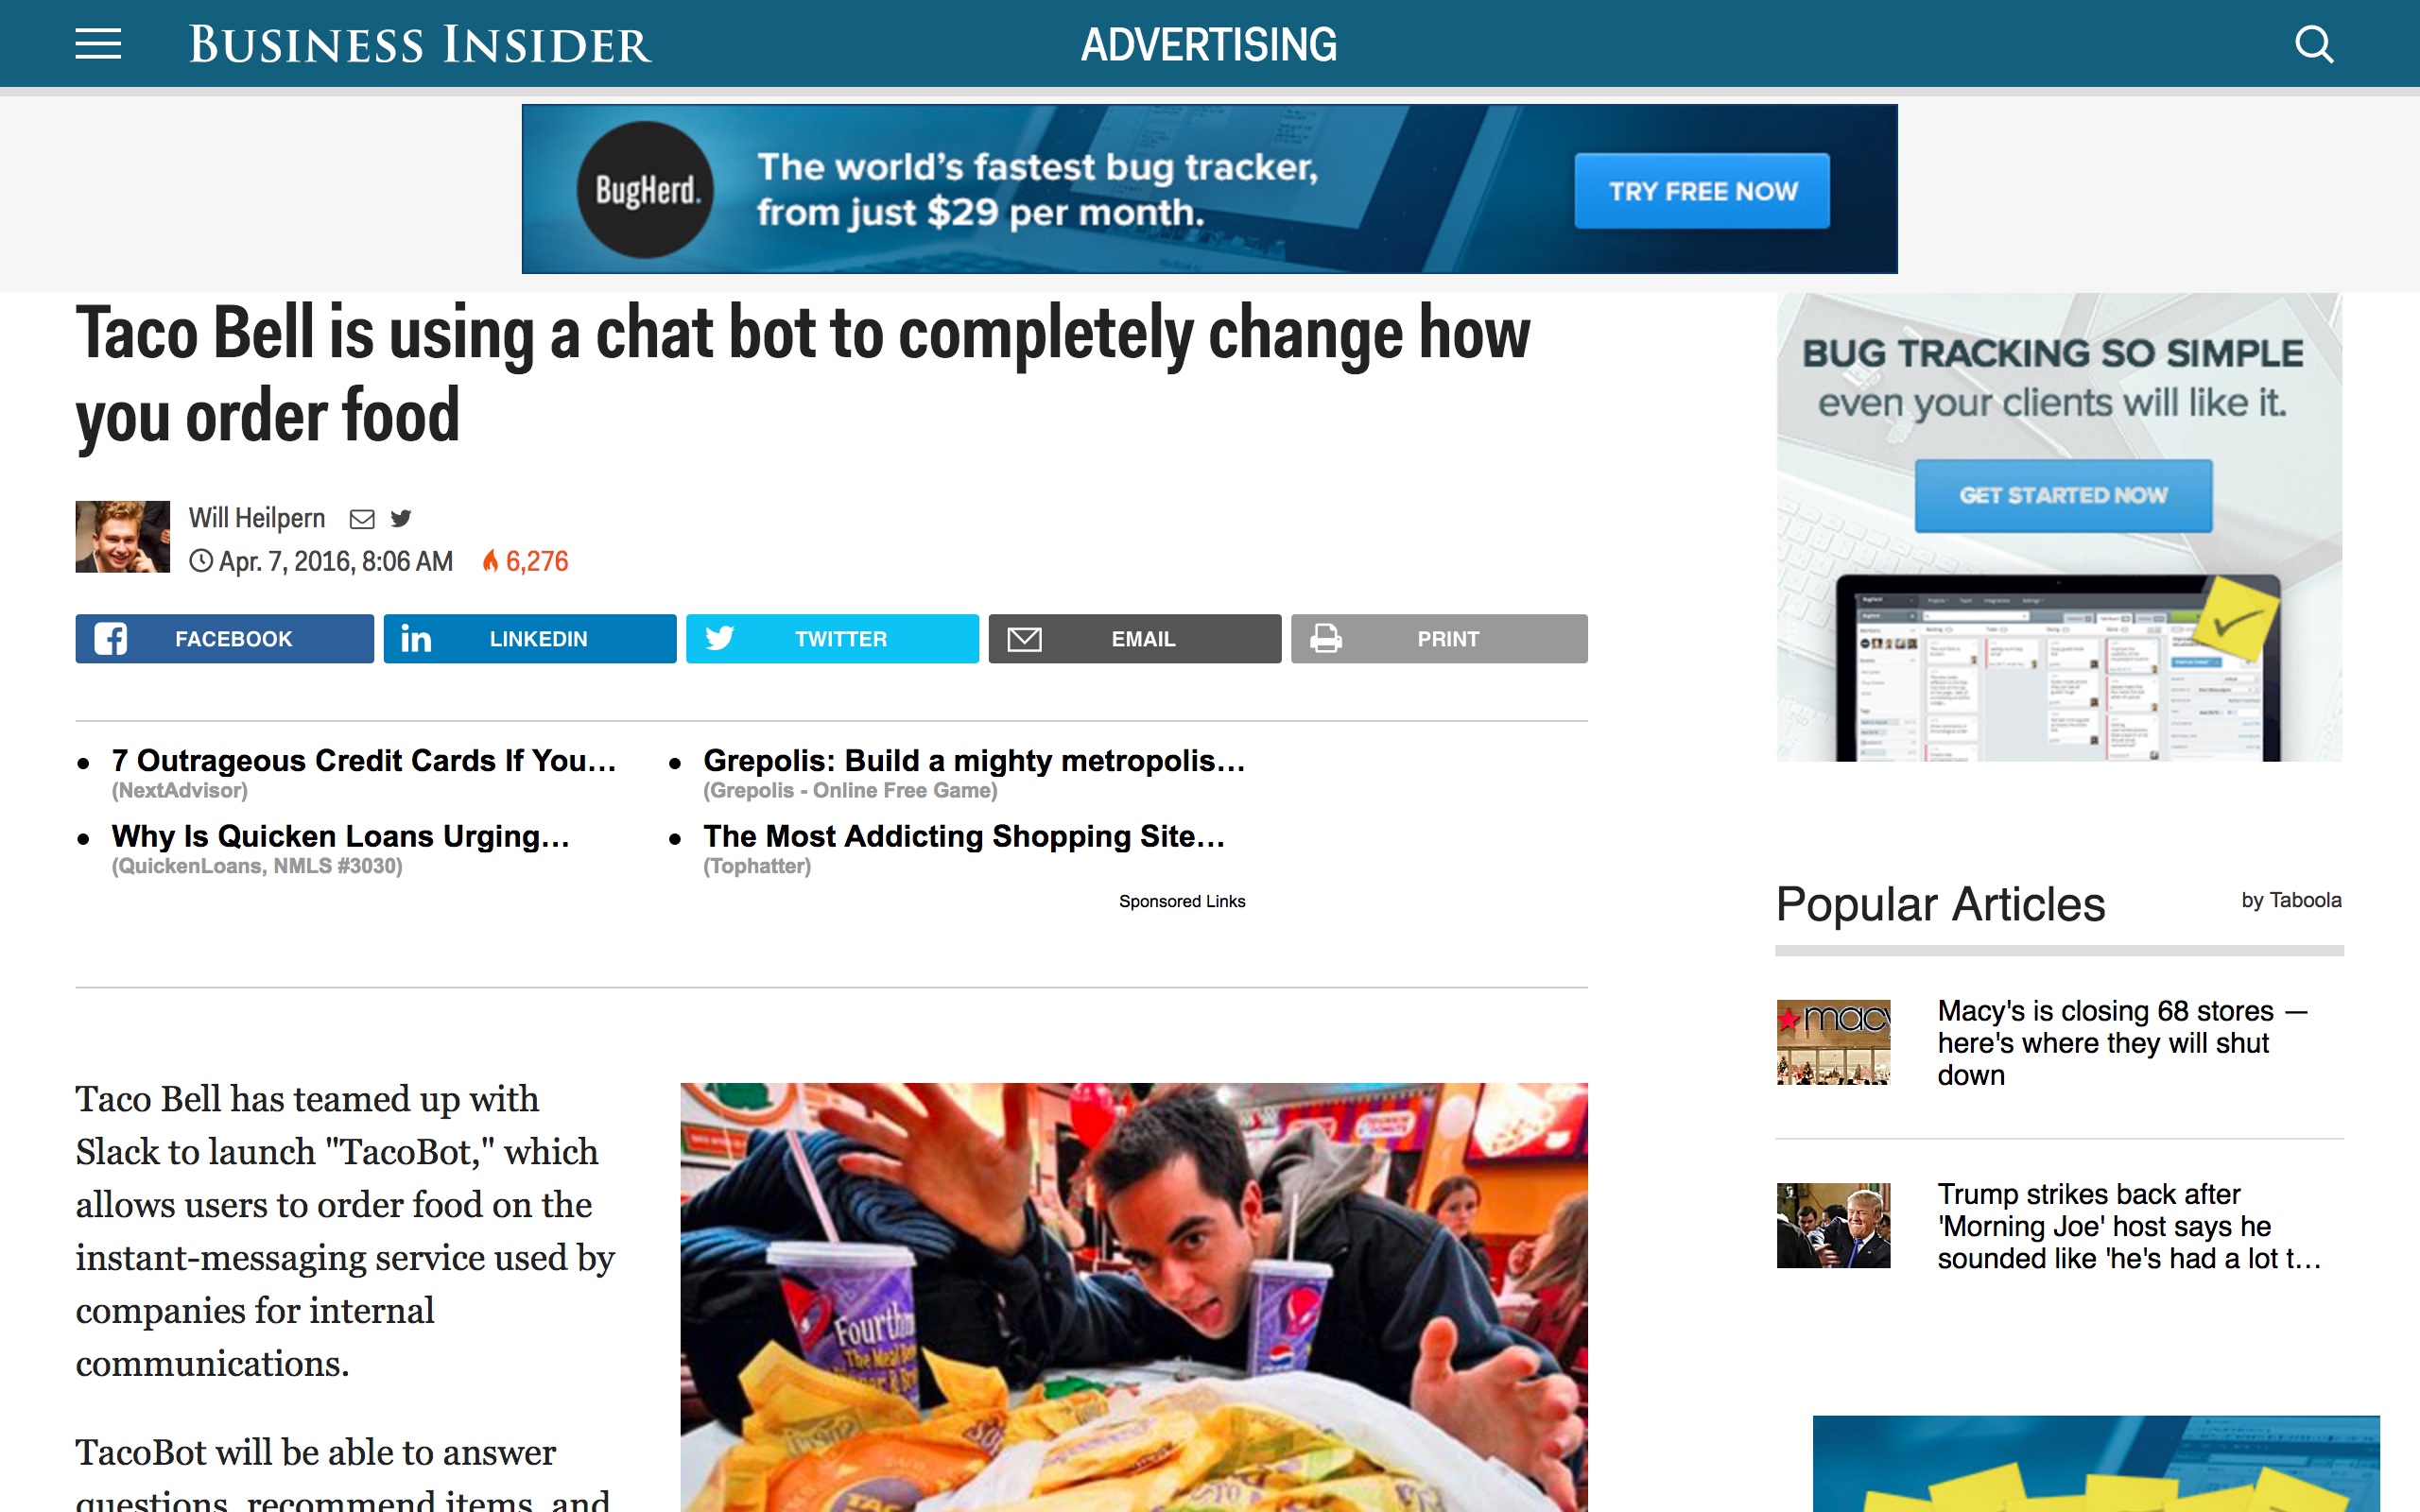 BUSINESS INSIDER
ADVERTISING
BugHerd.
The world's fastest bug tracker,
from just $29 per month.
TRY FREE NOW
Taco Bell is using a chat bot to completely change how
you order food
Will Heilpern
Apr. 7, 2016, 8:06 AM 6,276
FACEBOOK
LINKEDIN
TWITTER
EMAIL
PRINT
7 Outrageous Credit Cards If You…
(NextAdvisor)
Why Is Quicken Loans Urging…
(QuickenLoans, NMLS #3030)
Grepolis: Build a mighty metropolis…
(Grepolis - Online Free Game)
The Most Addicting Shopping Site…
(Tophatter)
Sponsored Links
Taco Bell has teamed up with
Slack to launch "TacoBot," which
allows users to order food on the
instant-messaging service used by
companies for internal
communications.
TacoBot will be able to answer
questions, recommend items, and
Fourth
The Meal
BUG TRACKING SO SIMPLE
even your clients will like it.
GET STARTED NOW
Popular Articles
by Taboola
macy
Macy's is closing 68 stores —
here's where they will shut
down
Trump strikes back after
'Morning Joe' host says he
sounded like 'he's had a lot t…